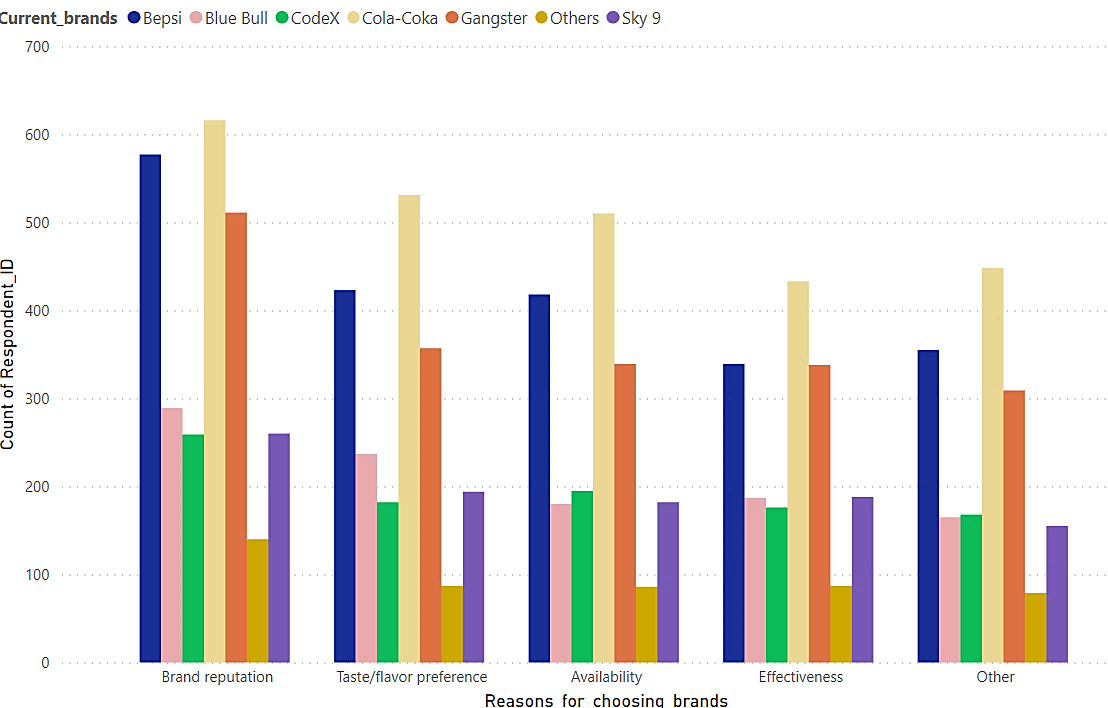 Current_brands Bepsi Blue Bull CodeX Cola-Coka Gangster Others Sky 9
700
600
500
400
300
200
100
0
Count of Respondent_ID
Brand reputation Taste/flavor preference Availability Effectiveness Other
Reasons for choosing brands